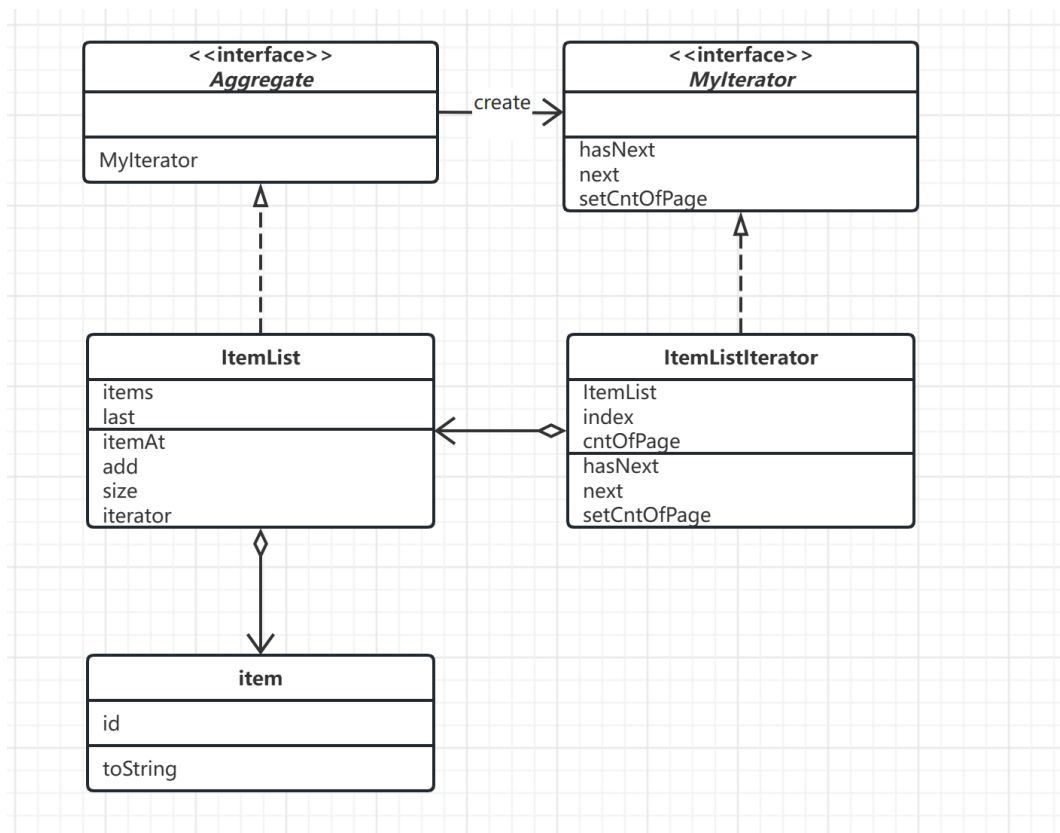 <<interface>>
Aggregate
MyIterator
create
<<interface>>
MyIterator
hasNext
next
setCntOfPage
ItemList
items
last
itemAt
add
size
iterator
ItemListIterator
ItemList
index
cntOfPage
hasNext
next
setCntOfPage
item
id
toString